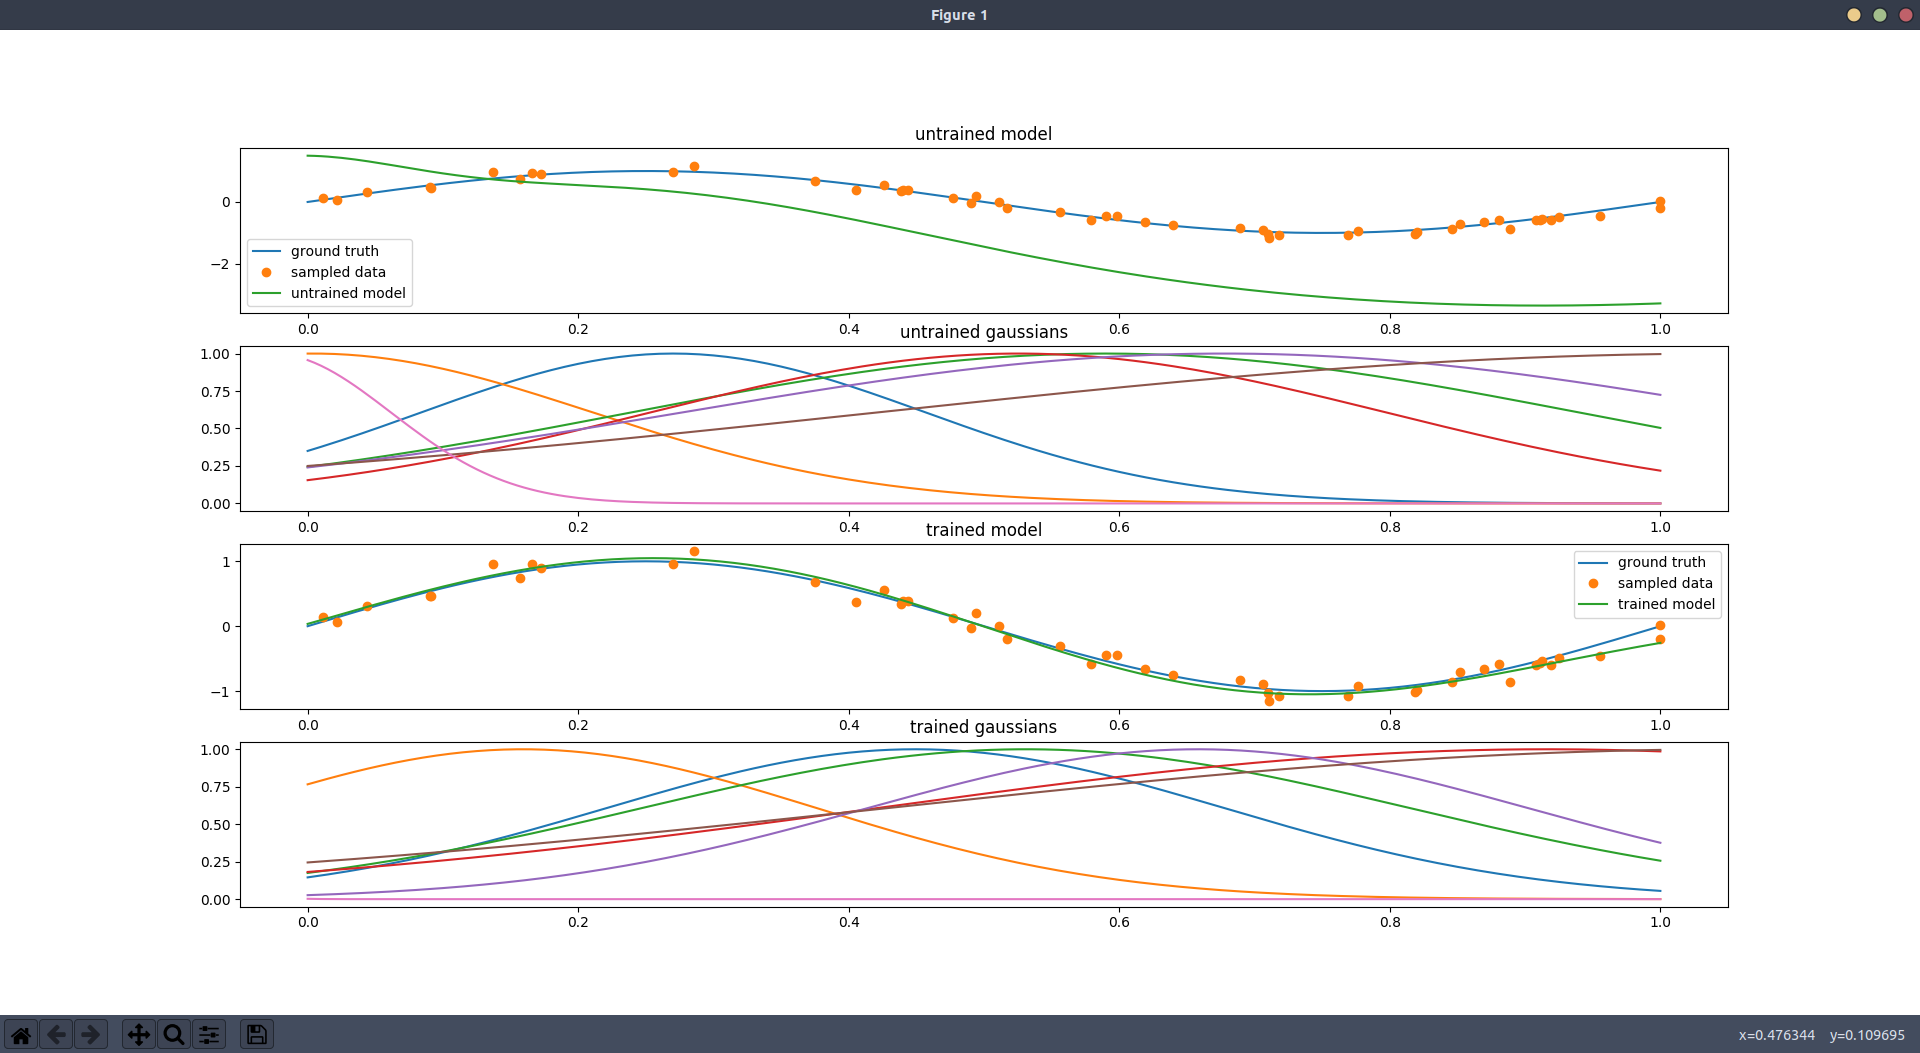 Figure 1
untrained model
0
−2
ground truth
sampled data
untrained model
0.0 0.2 0.4 0.6 0.8 1.0
untrained gaussians
1.00
0.75
0.50
0.25
0.00
0.0 0.2 0.4 0.6 0.8 1.0
trained model
1
0
−1
ground truth
sampled data
trained model
0.0 0.2 0.4 0.6 0.8 1.0
trained gaussians
1.00
0.75
0.50
0.25
0.00
0.0 0.2 0.4 0.6 0.8 1.0
x=0.476344 y=0.109695